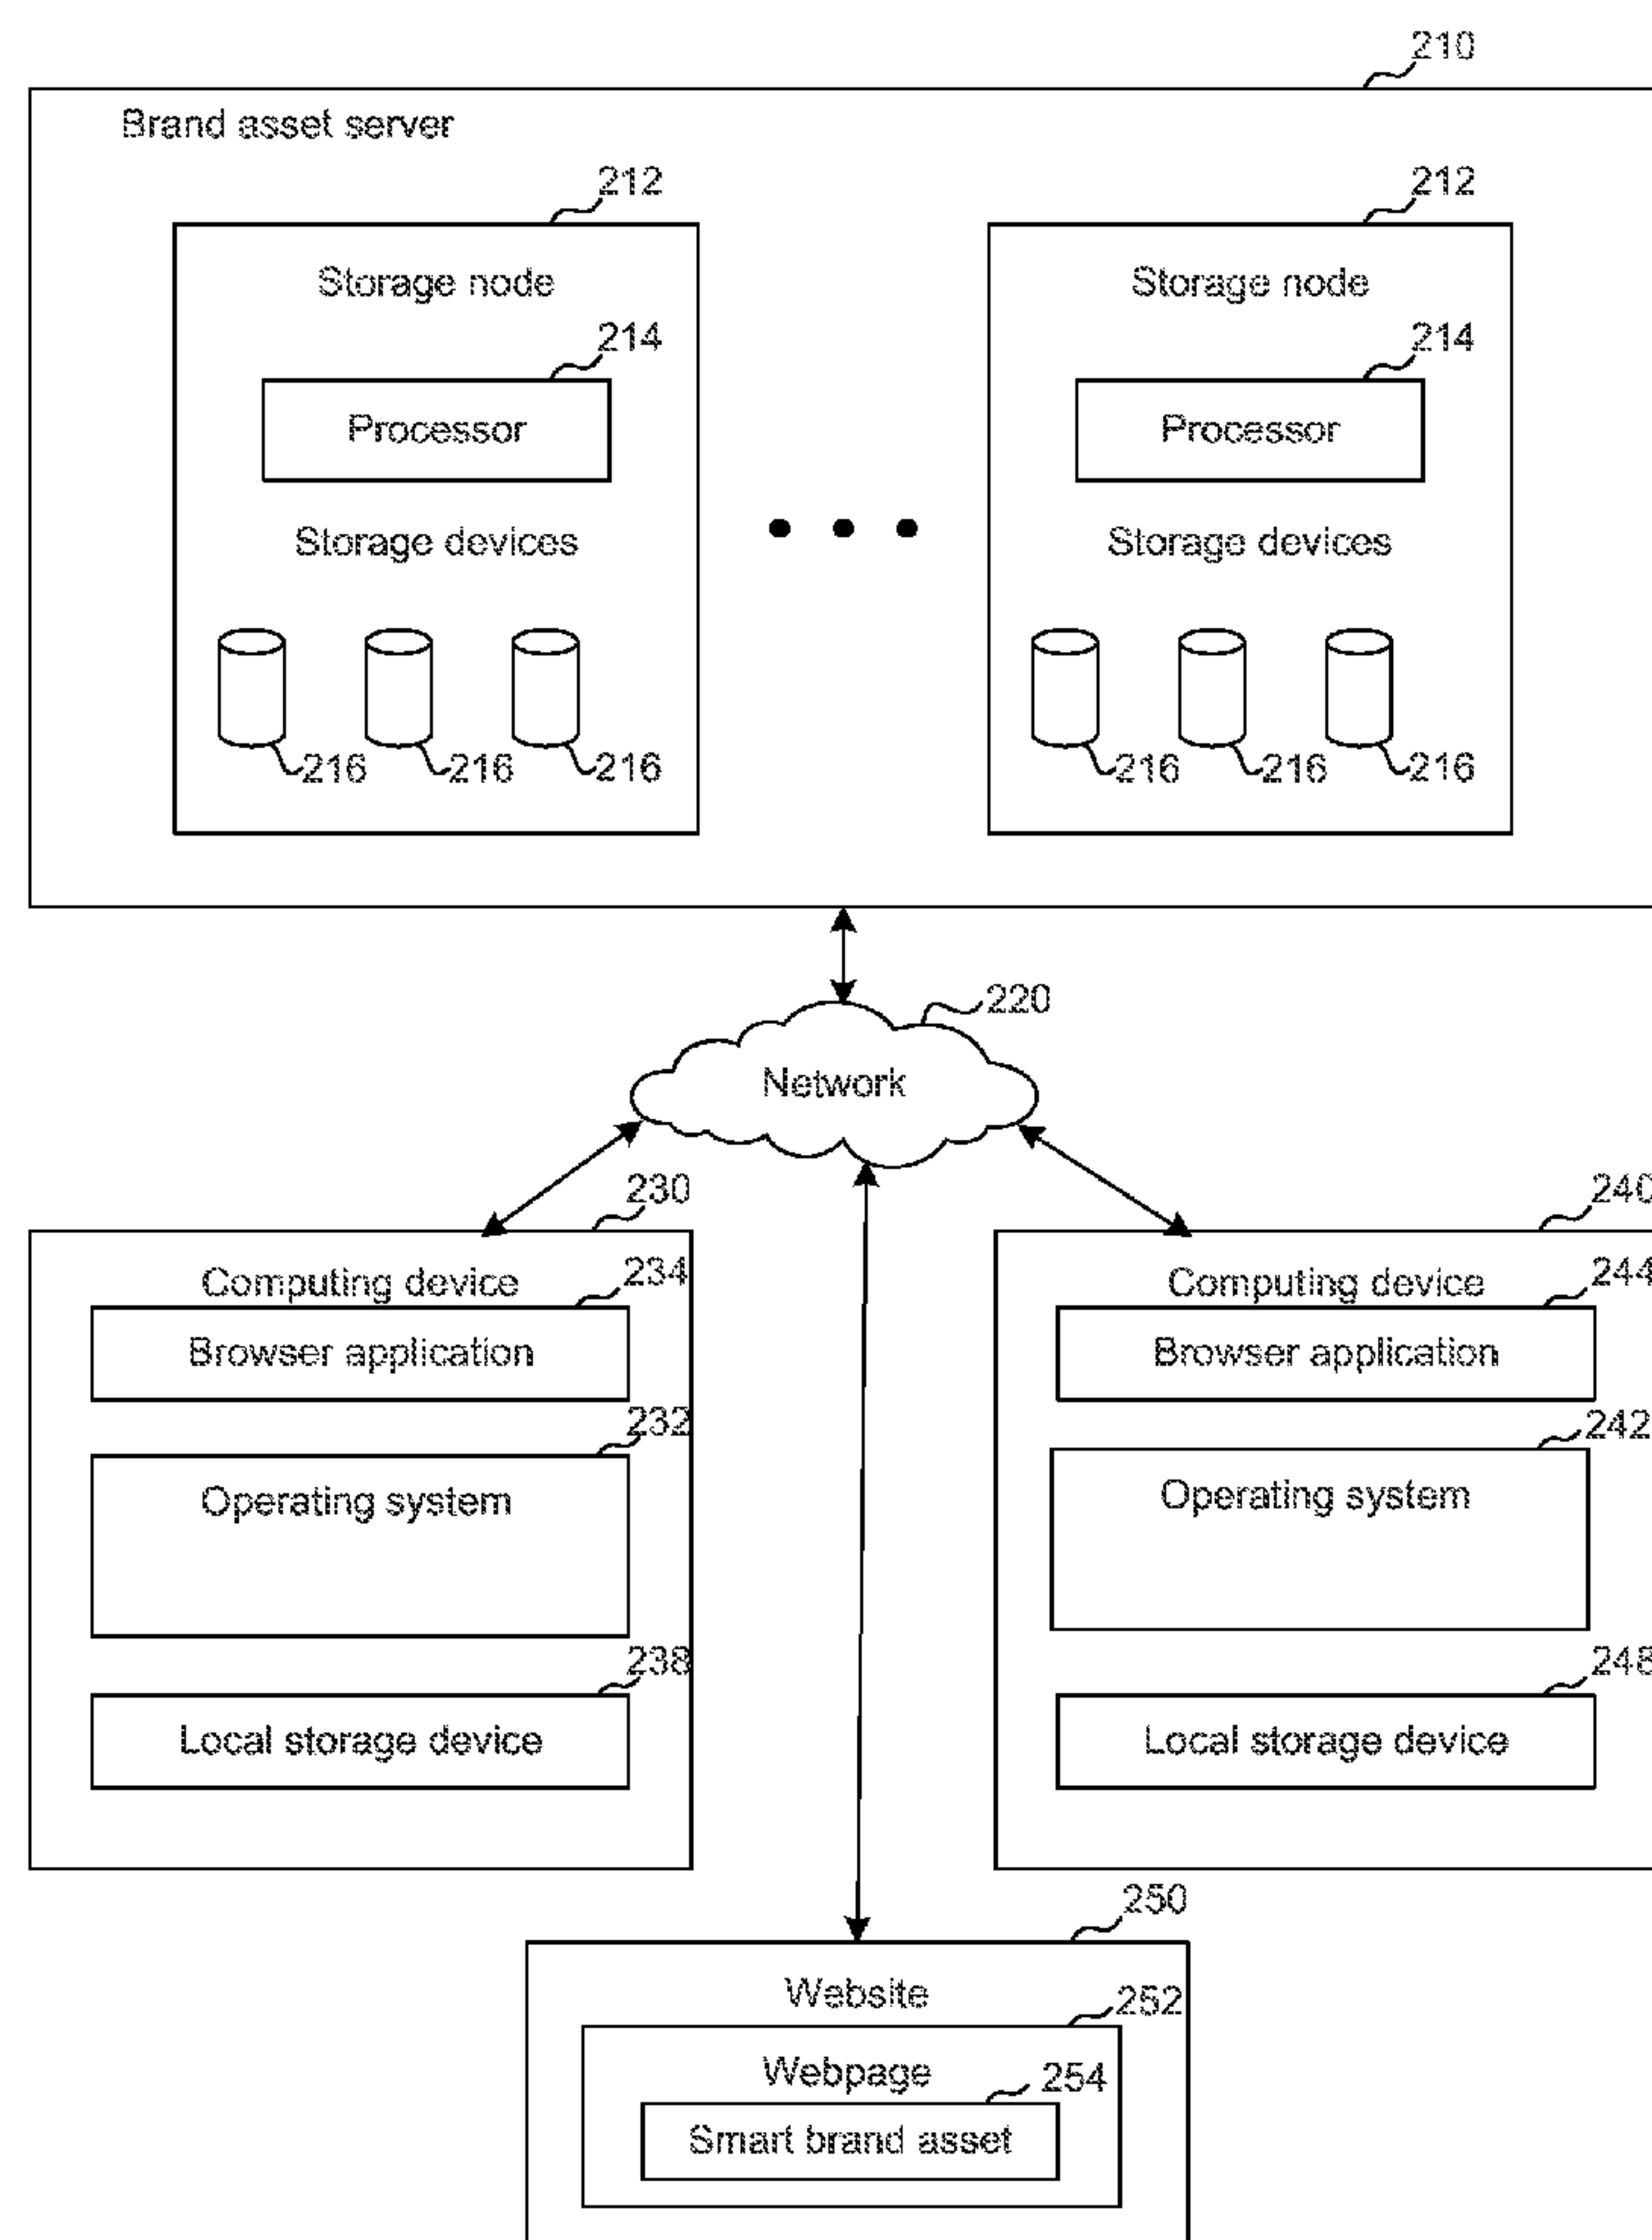 210
Brand asset server
212
212
Storage node
Storage node
214
214
Processor
Processor
Storage devices
Storage devices
216 216 216
216 216 216
220
Network
230
240
Computing device
234
Computing device
244
Browser application
Browser application
232
242
Operating system
Operating system
238
248
Local storage device
Local storage device
250
Website
252
Webpage
254
Smart brand asset